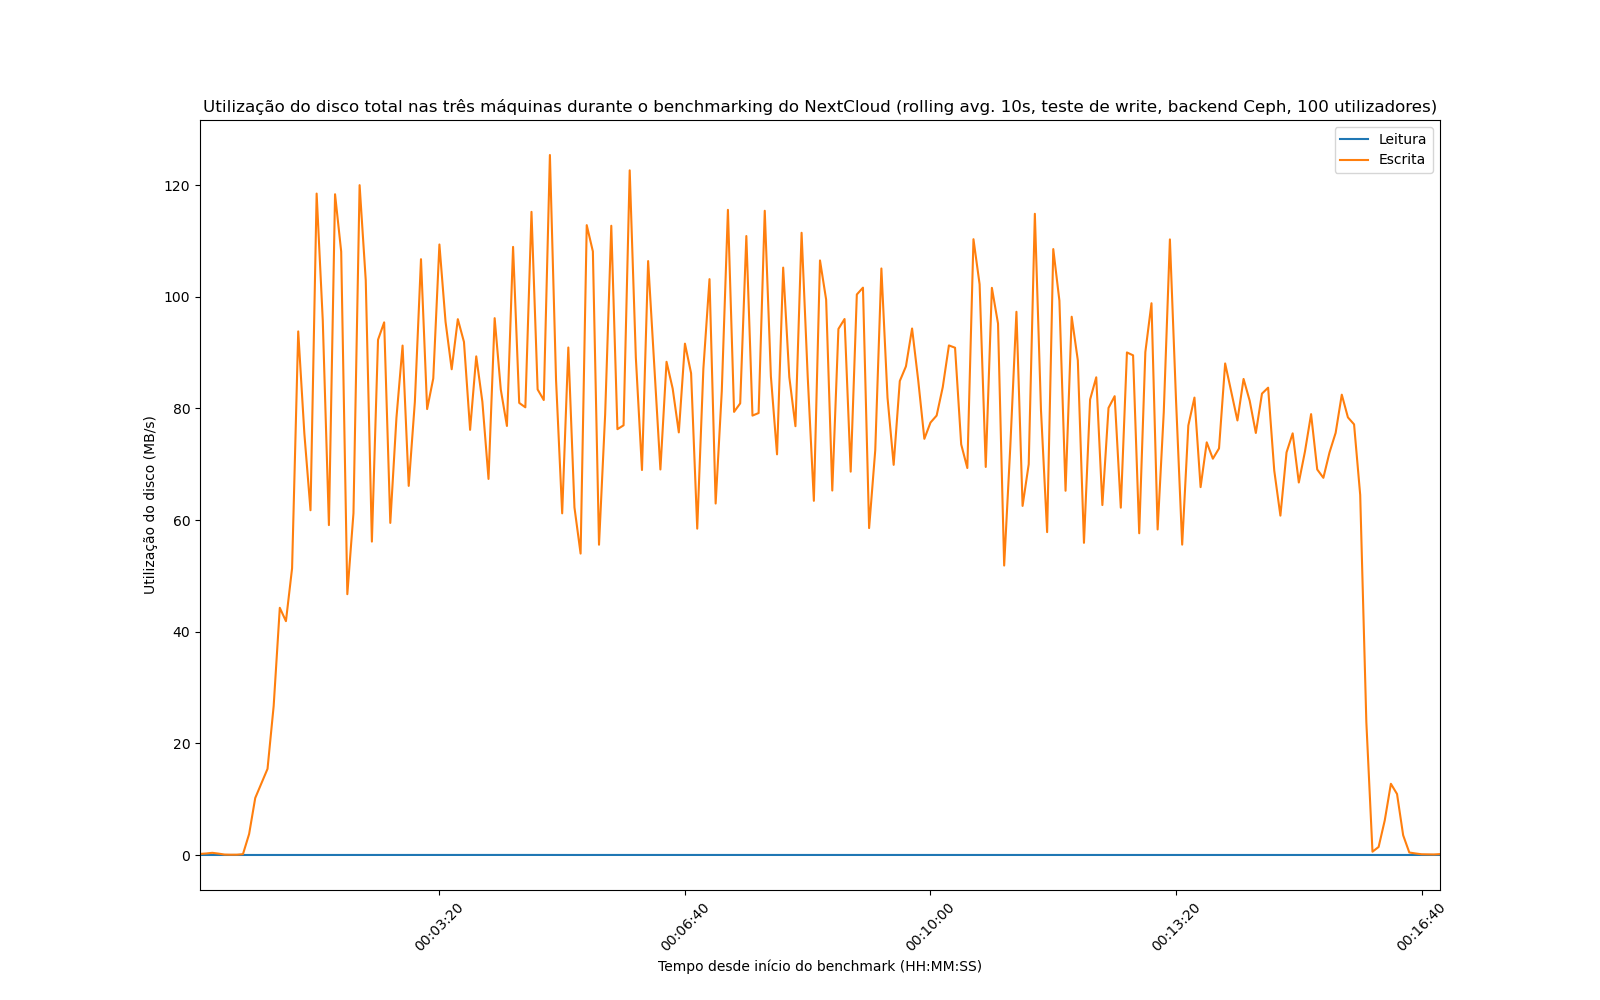 Utilização do disco total nas três máquinas durante o benchmarking do NextCloud (rolling avg. 10s, teste de write, backend Ceph, 100 utilizadores)
Leitura
Escrita
Utilização do disco (MB/s)
120
100
80
60
40
20
0
00:03:20
00:06:40
00:10:00
00:13:20
00:16:40
Tempo desde início do benchmark (HH:MM:SS)